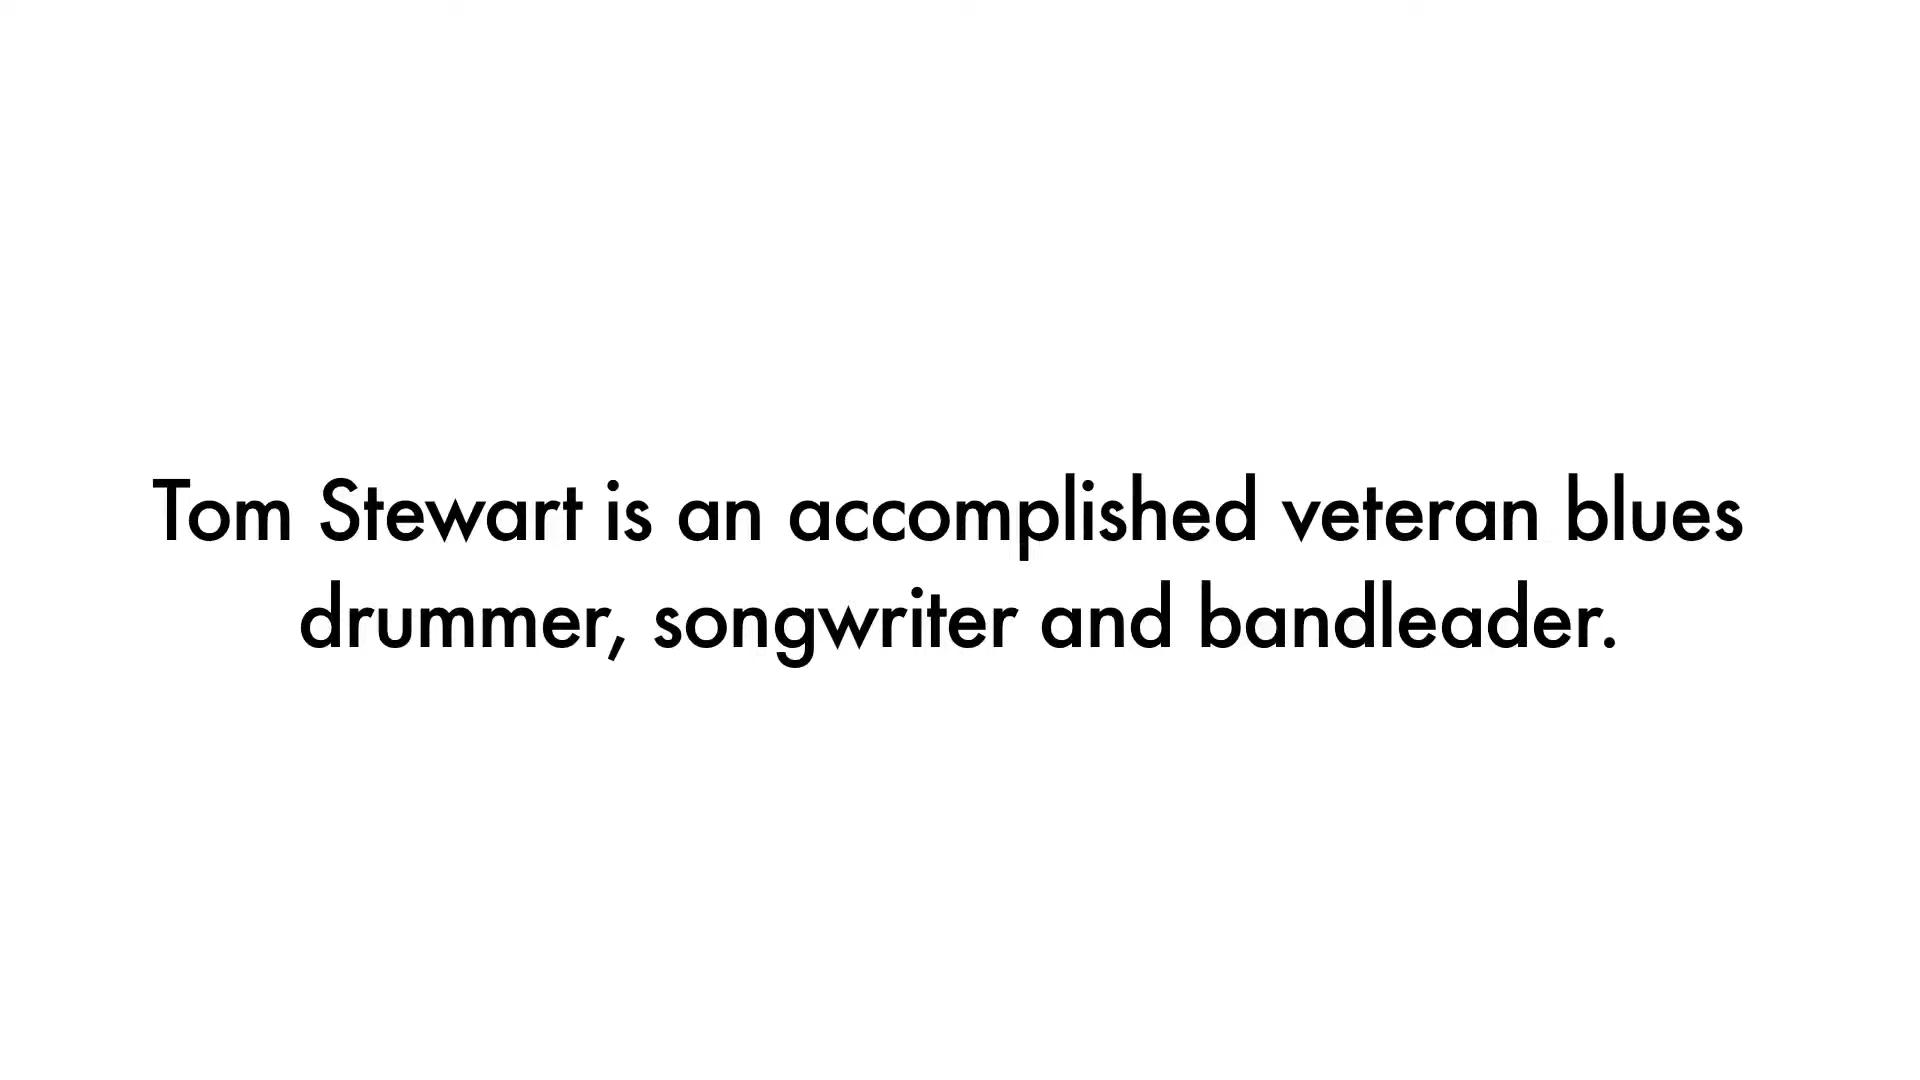 Tom Stewart is an accomplished veteran blues
drummer, songwriter and bandleader.